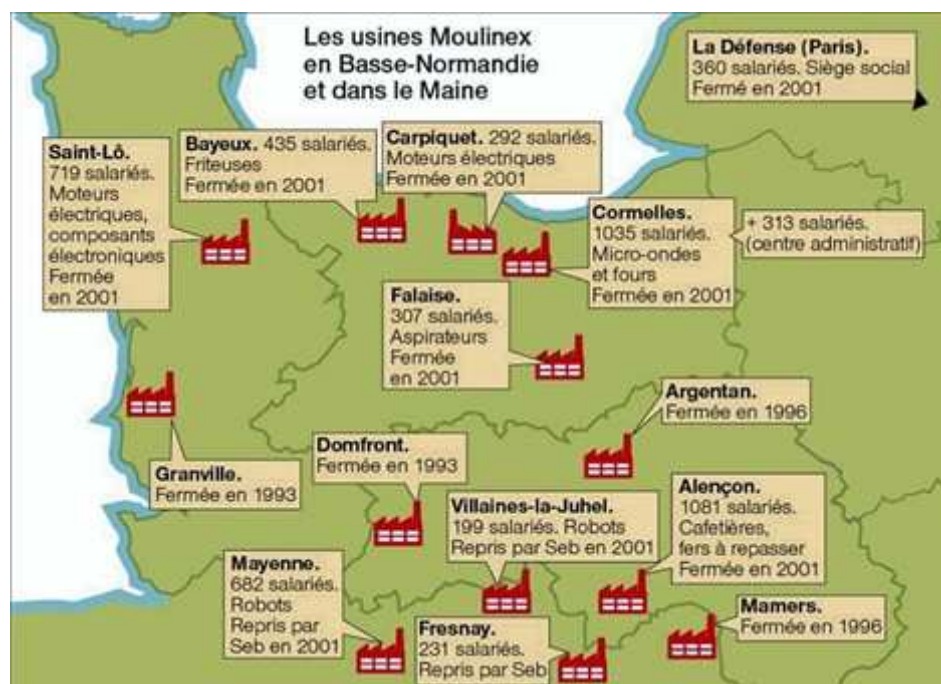 Les usines Moulinex
en Basse-Normandie
et dans le Maine
La Défense (Paris).
360 salariés. Siège social
Fermé en 2001
Saint-Lô.
719 salariés.
Moteurs
électriques,
composants
électroniques
Fermée
en 2001
Bayeux. 435 salariés.
Friteuses
Fermée en 2001
Carpiquet. 292 salariés.
Moteurs électriques
Fermée en 2001
Cormelles.
1035 salariés.
Micro-ondes
et fours
Fermée en 2001
+ 313 salariés.
(centre administratif)
Falaise.
307 salariés.
Aspirateurs
Fermée
en 2001
Argentan.
Fermée en 1996
Granville.
Fermée en 1993
Domfront.
Fermée en 1993
Villaines-la-Juhel.
199 salariés. Robots
Repris par Seb en 2001
Alençon.
1081 salariés.
Cafetières,
fers à repasser
Fermée en 2001
Mayenne.
682 salariés.
Robots
Repris par
Seb en 2001
Fresnay.
231 salariés.
Repris par Seb
Mamers.
Fermée en 1996